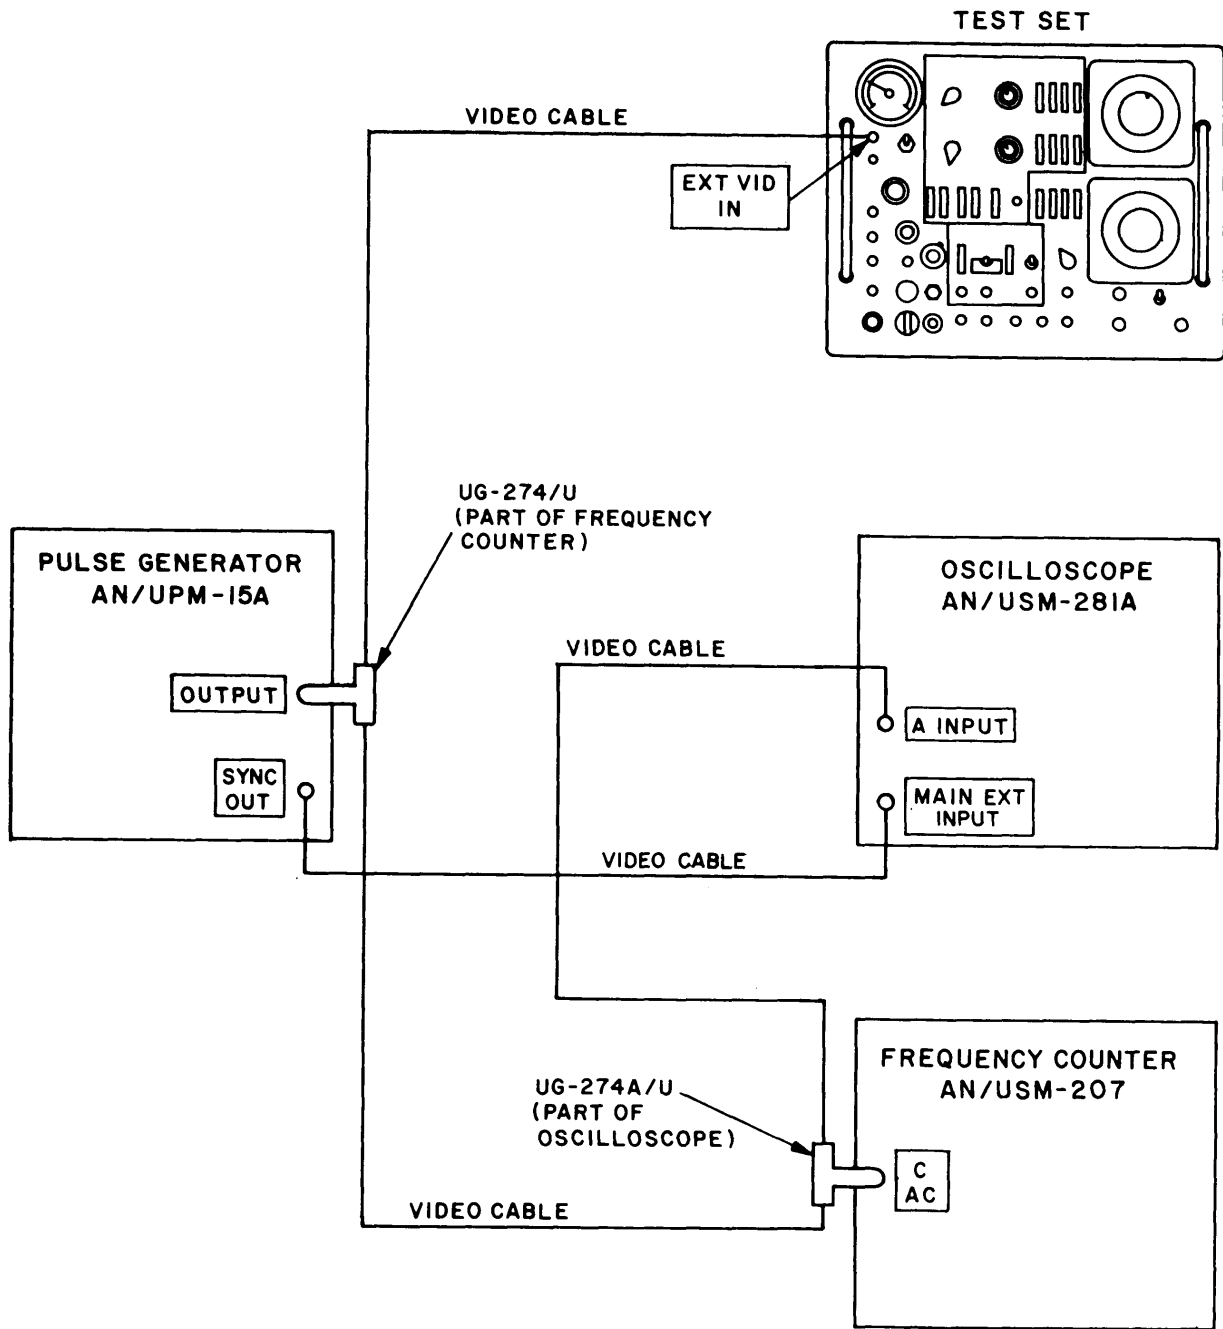 TEST SET
VIDEO CABLE
EXT VID
IN
UG-274/U
(PART OF FREQUENCY
COUNTER)
PULSE GENERATOR
AN/UPM-15A
OUTPUT
SYNC
OUT
OSCILLOSCOPE
AN/USM-281A
VIDEO CABLE
A INPUT
MAIN EXT
INPUT
VIDEO CABLE
FREQUENCY COUNTER
AN/USM-207
UG-274A/U
(PART OF
OSCILLOSCOPE)
C
AC
VIDEO CABLE